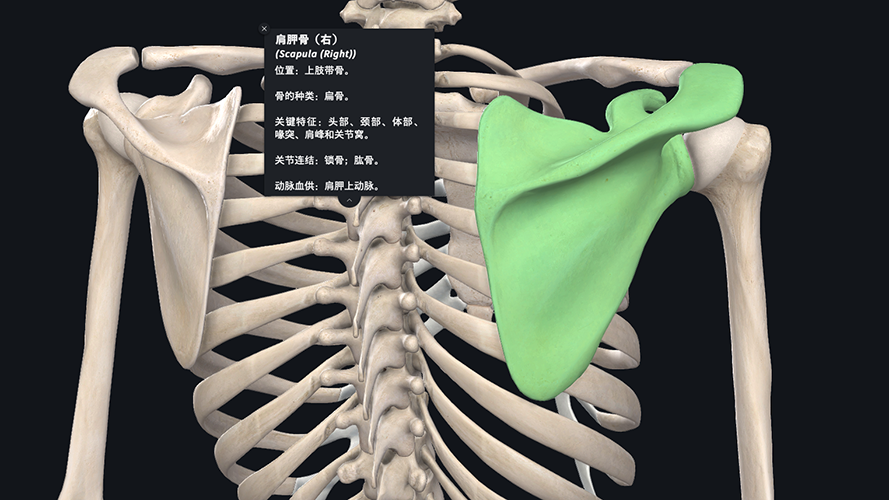 肩胛骨（右）
(Scapula (Right))
位置：上肢带骨。
骨的种类：扁骨。
关键特征：头部、颈部、体部、
喙突、肩峰和关节窝。
关节连结：锁骨；肱骨。
动脉血供：肩胛上动脉。